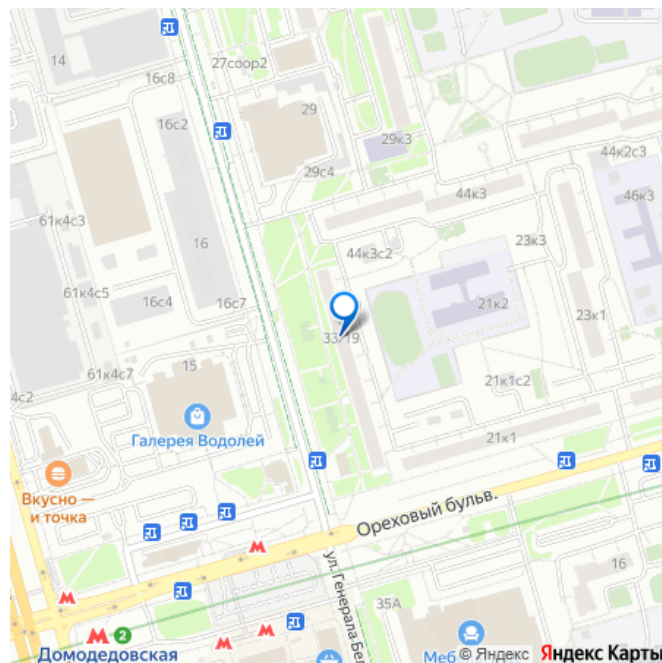 14
16с8
27соор2
29
16с2
29к3
44к2с3
29с4
44к3
46к3
61к4с3
16
44к3с2
23к3
61к4с5
16с4
16с7
21к2
23к1
33/19
15
61к4с7
21к1с2
4с2
Галерея Водолей
21к1
Вкусно —
и точка
Ореховый бульв.
16
ул. Генерала Бел
35А
2
Домодедовская
Меб
© Яндекс Яндекс Карты